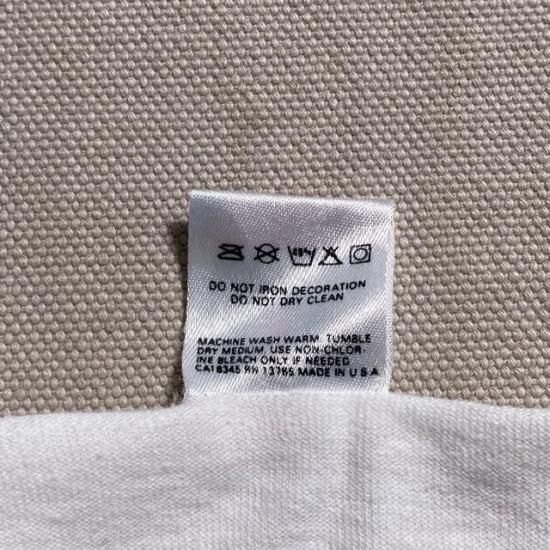 DO NOT IRON DECORATION
DO NOT DRY CLEAN
MACHINE WASH WARM. TUMBLE
DRY MEDIUM. USE NON-CHLOR-
INE BLEACH ONLY IF NEEDED
CA18345 RN 13765 MADE IN U S A